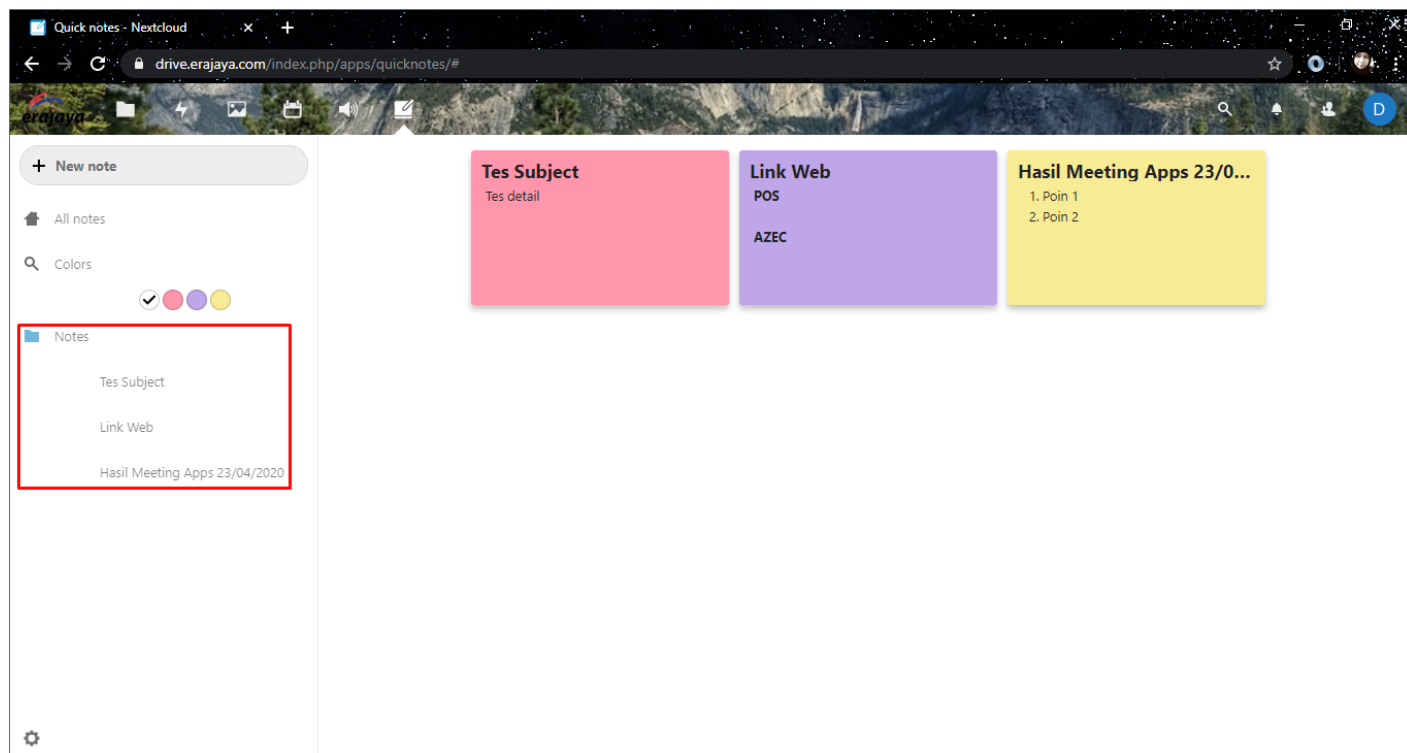 Quick notes - Nextcloud
drive.erajaya.com/index.php/apps/quicknotes/#
erajaya
D
New note
All notes
Colors
Notes
Tes Subject
Link Web
Hasil Meeting Apps 23/04/2020
Tes Subject
Tes detail
Link Web
POS
AZEC
Hasil Meeting Apps 23/0...
1. Poin 1
2. Poin 2